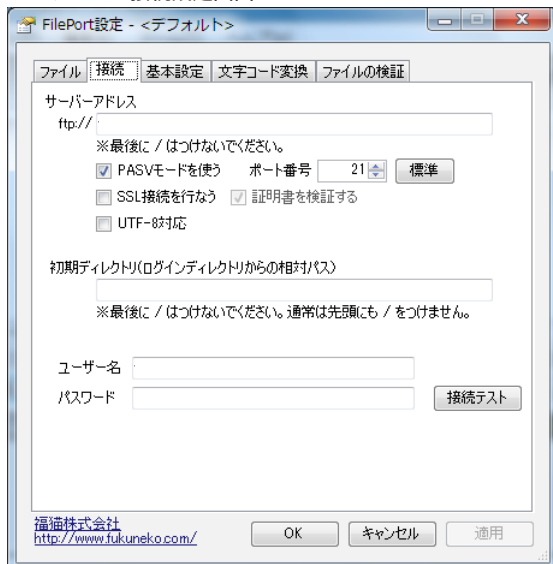 FilePort設定 - <デフォルト>
ファイル 接続 基本設定 文字コード変換 ファイルの検証
サーバーアドレス
ftp://
※最後に / はつけないでください。
PASVモードを使う ポート番号 21 標準
SSL接続を行なう 証明書を検証する
UTF-8対応
初期ディレクトリ(ログインディレクトリからの相対パス)
※最後に / はつけないでください。通常は先頭にも / をつけません。
ユーザー名
パスワード 接続テスト
福猫株式会社
http://www.fukuneko.com/ OK キャンセル 適用